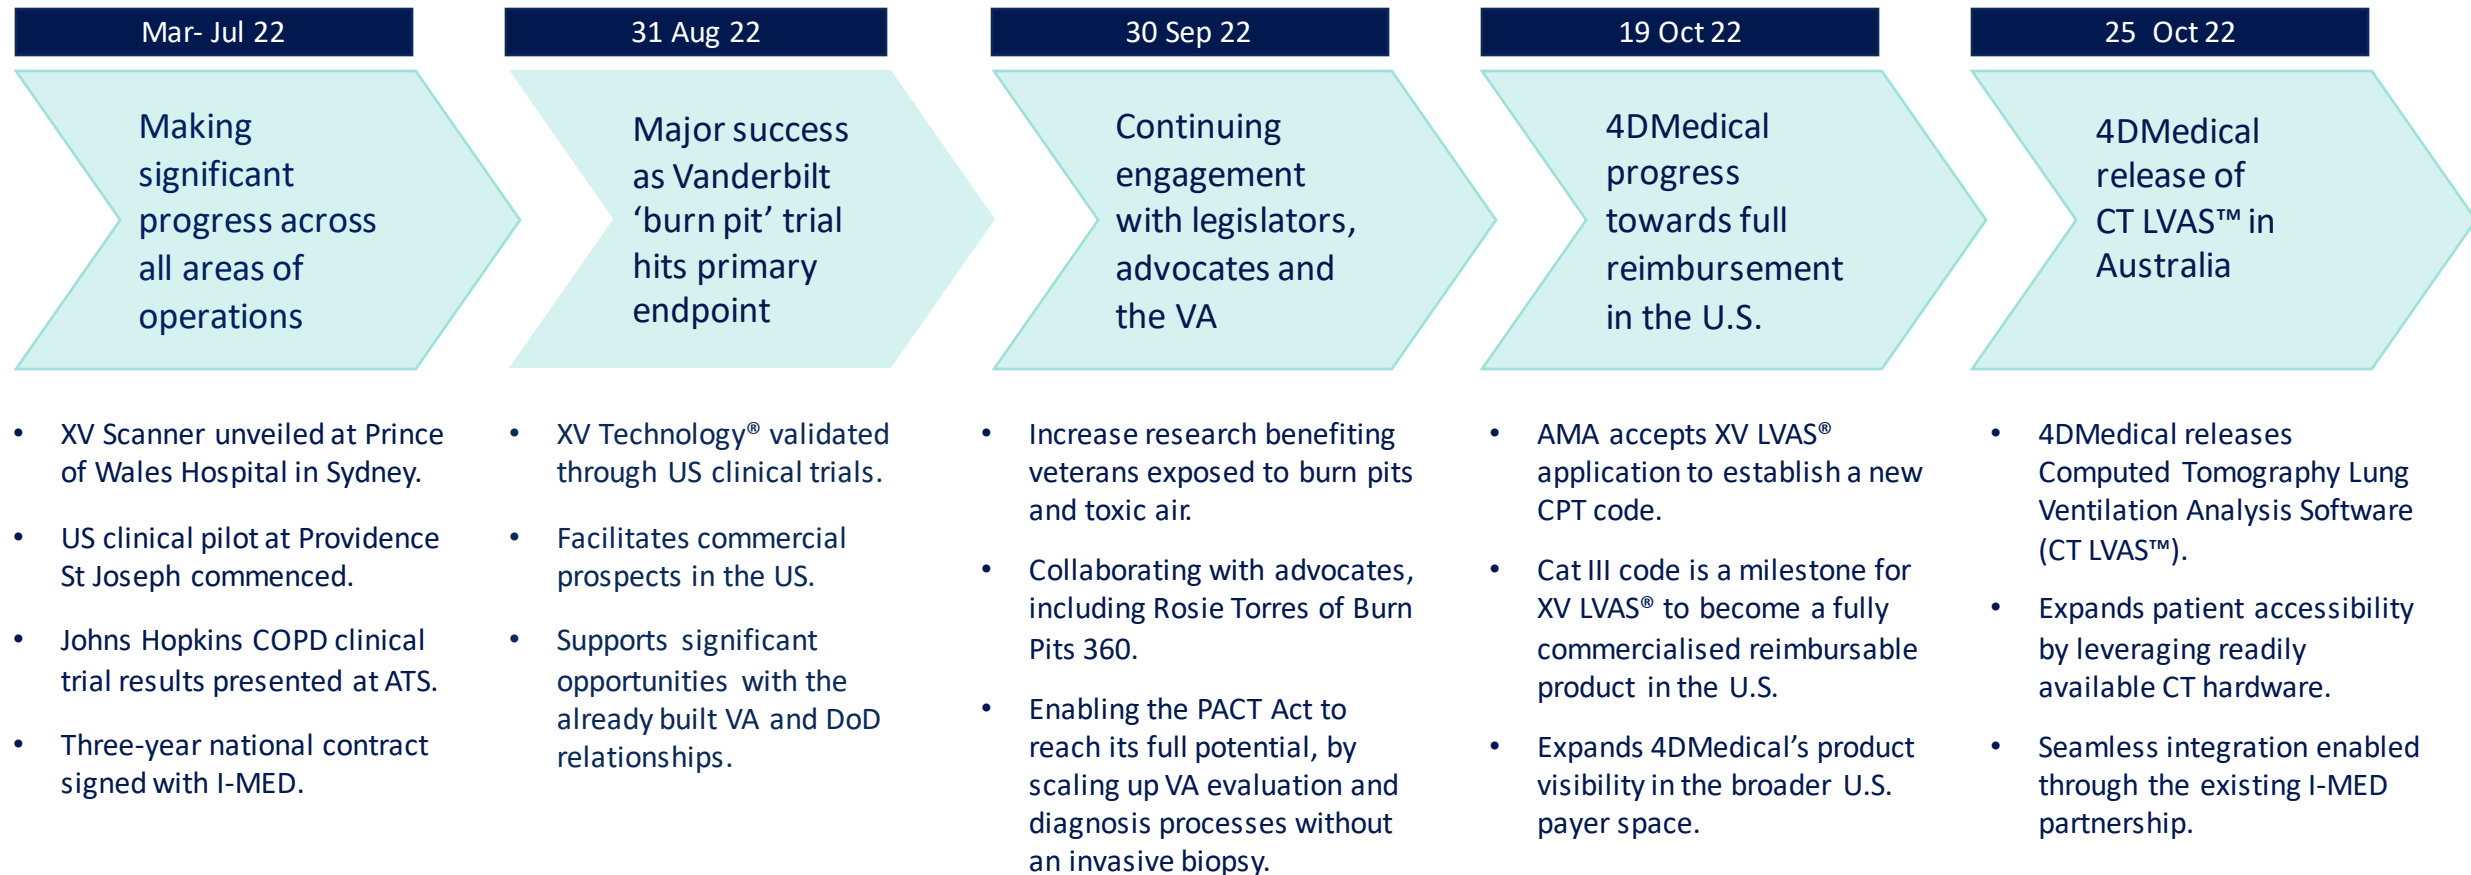 Mar- Jul 22
Making
significant
progress across
all areas of
operations
• XV Scanner unveiled at Prince
of Wales Hospital in Sydney.
• US clinical pilot at Providence
St Joseph commenced.
• Johns Hopkins COPD clinical
trial results presented at ATS.
• Three-year national contract
signed with I-MED.
31 Aug 22
Major success
as Vanderbilt
‘burn pit’ trial
hits primary
endpoint
• XV Technology® validated
through US clinical trials.
• Facilitates commercial
prospects in the US.
• Supports significant
opportunities with the
already built VA and DoD
relationships.
30 Sep 22
Continuing
engagement
with legislators,
advocates and
the VA
• Increase research benefiting
veterans exposed to burn pits
and toxic air.
• Collaborating with advocates,
including Rosie Torres of Burn
Pits 360.
• Enabling the PACT Act to
reach its full potential, by
scaling up VA evaluation and
diagnosis processes without
an invasive biopsy.
19 Oct 22
4DMedical
progress
towards full
reimbursement
in the U.S.
• AMA accepts XV LVAS®
application to establish a new
CPT code.
• Cat III code is a milestone for
XV LVAS® to become a fully
commercialised reimbursable
product in the U.S.
• Expands 4DMedical’s product
visibility in the broader U.S.
payer space.
25 Oct 22
4DMedical
release of
CT LVAS™ in
Australia
• 4DMedical releases
Computed Tomography Lung
Ventilation Analysis Software
(CT LVAS™).
• Expands patient accessibility
by leveraging readily
available CT hardware.
• Seamless integration enabled
through the existing I-MED
partnership.